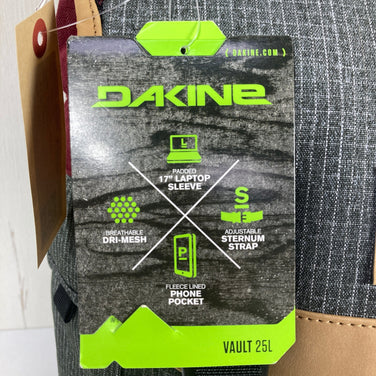 { DAKINE.COM }
DAKINE
L
PADDED
17" LAPTOP
SLEEVE
BREATHABLE
DRI-MESH
S
E
ADJUSTABLE
STERNUM
STRAP
P
FLEECE LINED
PHONE
POCKET
VAULT 25L